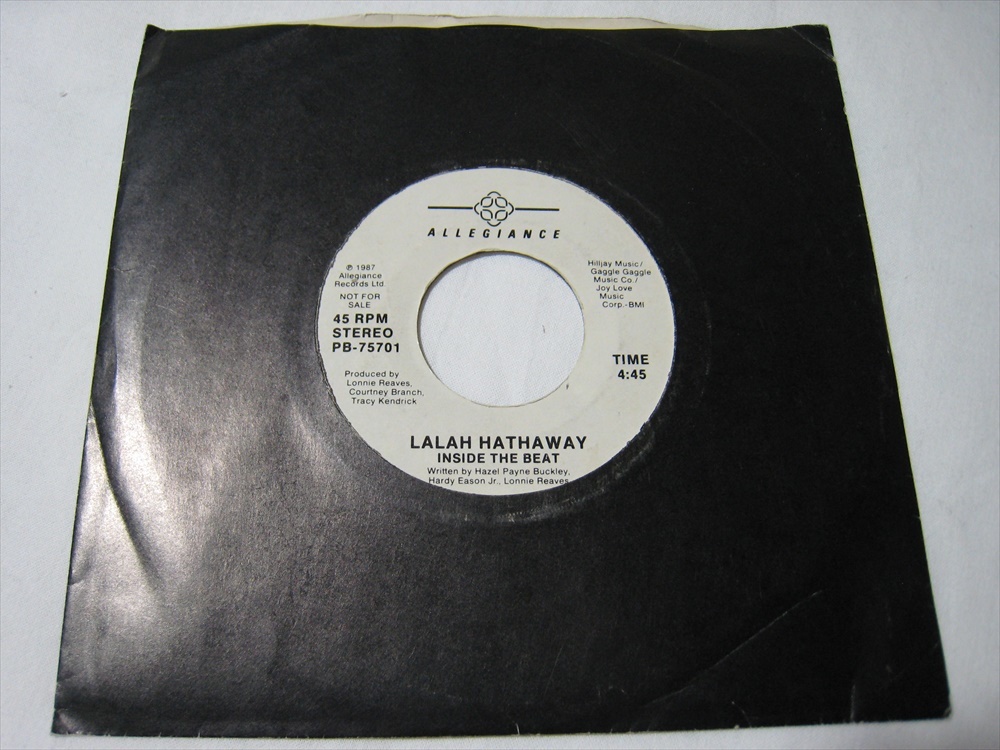 ALLEGIANCE
℗ 1987
Allegiance
Records Ltd.
NOT FOR
SALE
45 RPM
STEREO
PB-75701
Produced by
Lonnie Reaves,
Courtney Branch,
Tracy Kendrick
Hilljay Music/
Gaggle Gaggle
Music Co./
Joy Love
Music
Corp.-BMI
TIME
4:45
LALAH HATHAWAY
INSIDE THE BEAT
Written by Hazel Payne Buckley,
Hardy Eason Jr., Lonnie Reaves